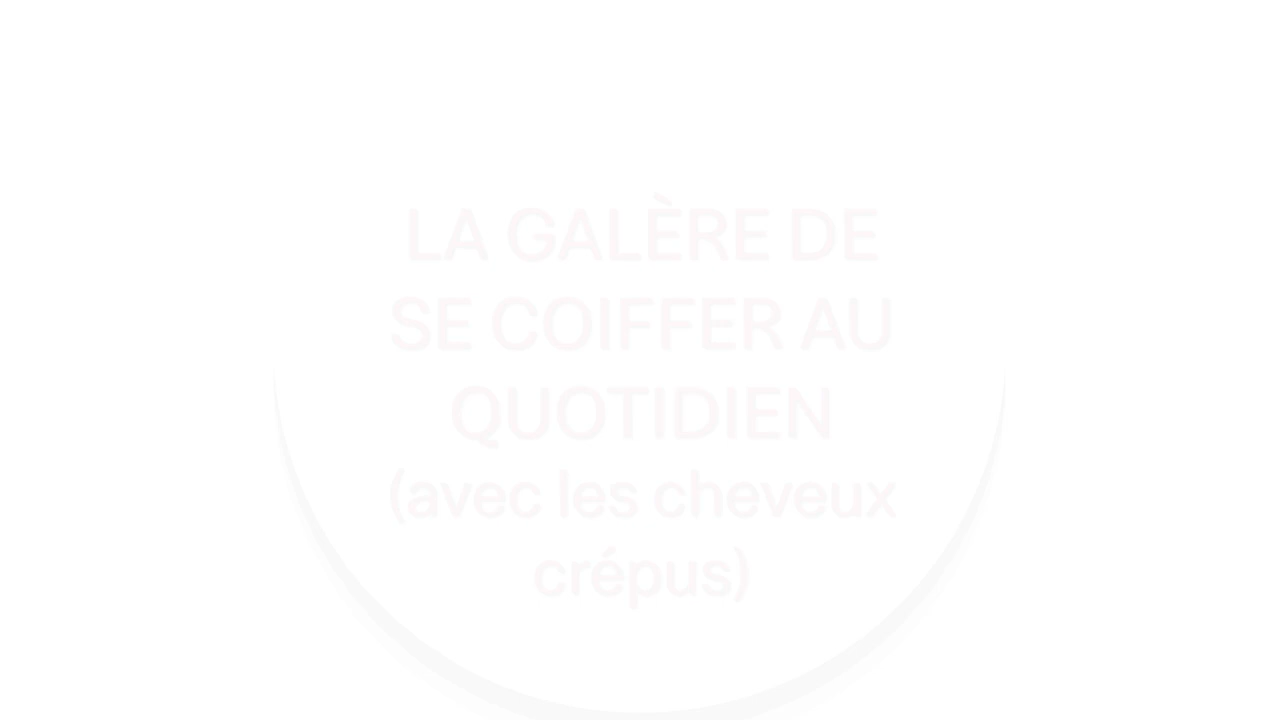 LA GALÈRE DE
SE COIFFER AU
QUOTIDIEN
(avec les cheveux
crépus)